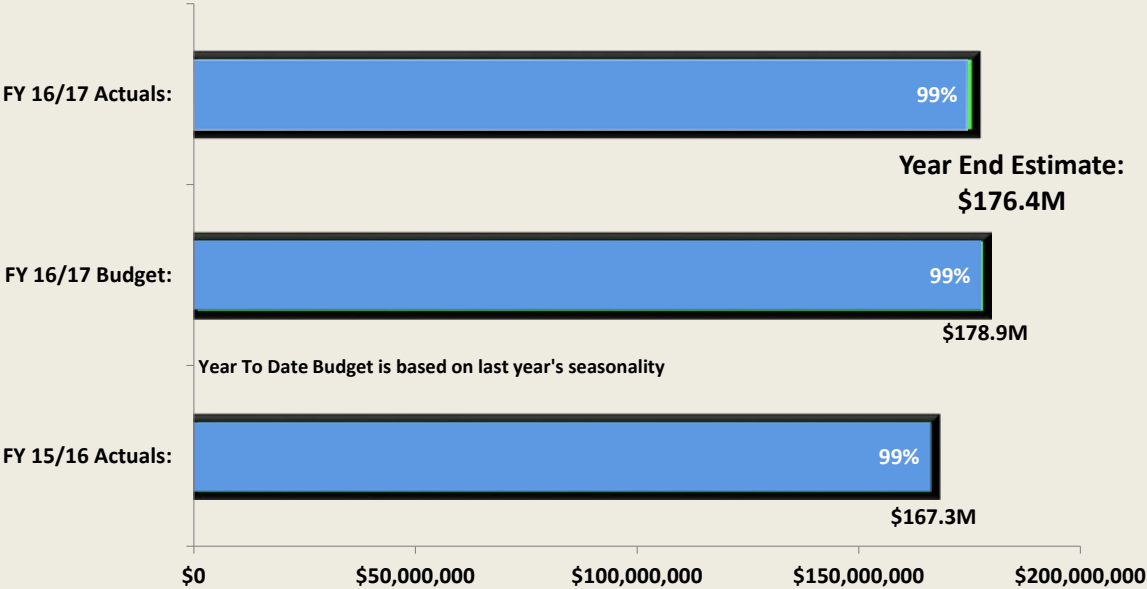 FY 16/17 Actuals:
99%
Year End Estimate:
$176.4M
FY 16/17 Budget:
99%
$178.9M
Year To Date Budget is based on last year's seasonality
FY 15/16 Actuals:
99%
$167.3M
$0
$50,000,000
$100,000,000
$150,000,000
$200,000,000